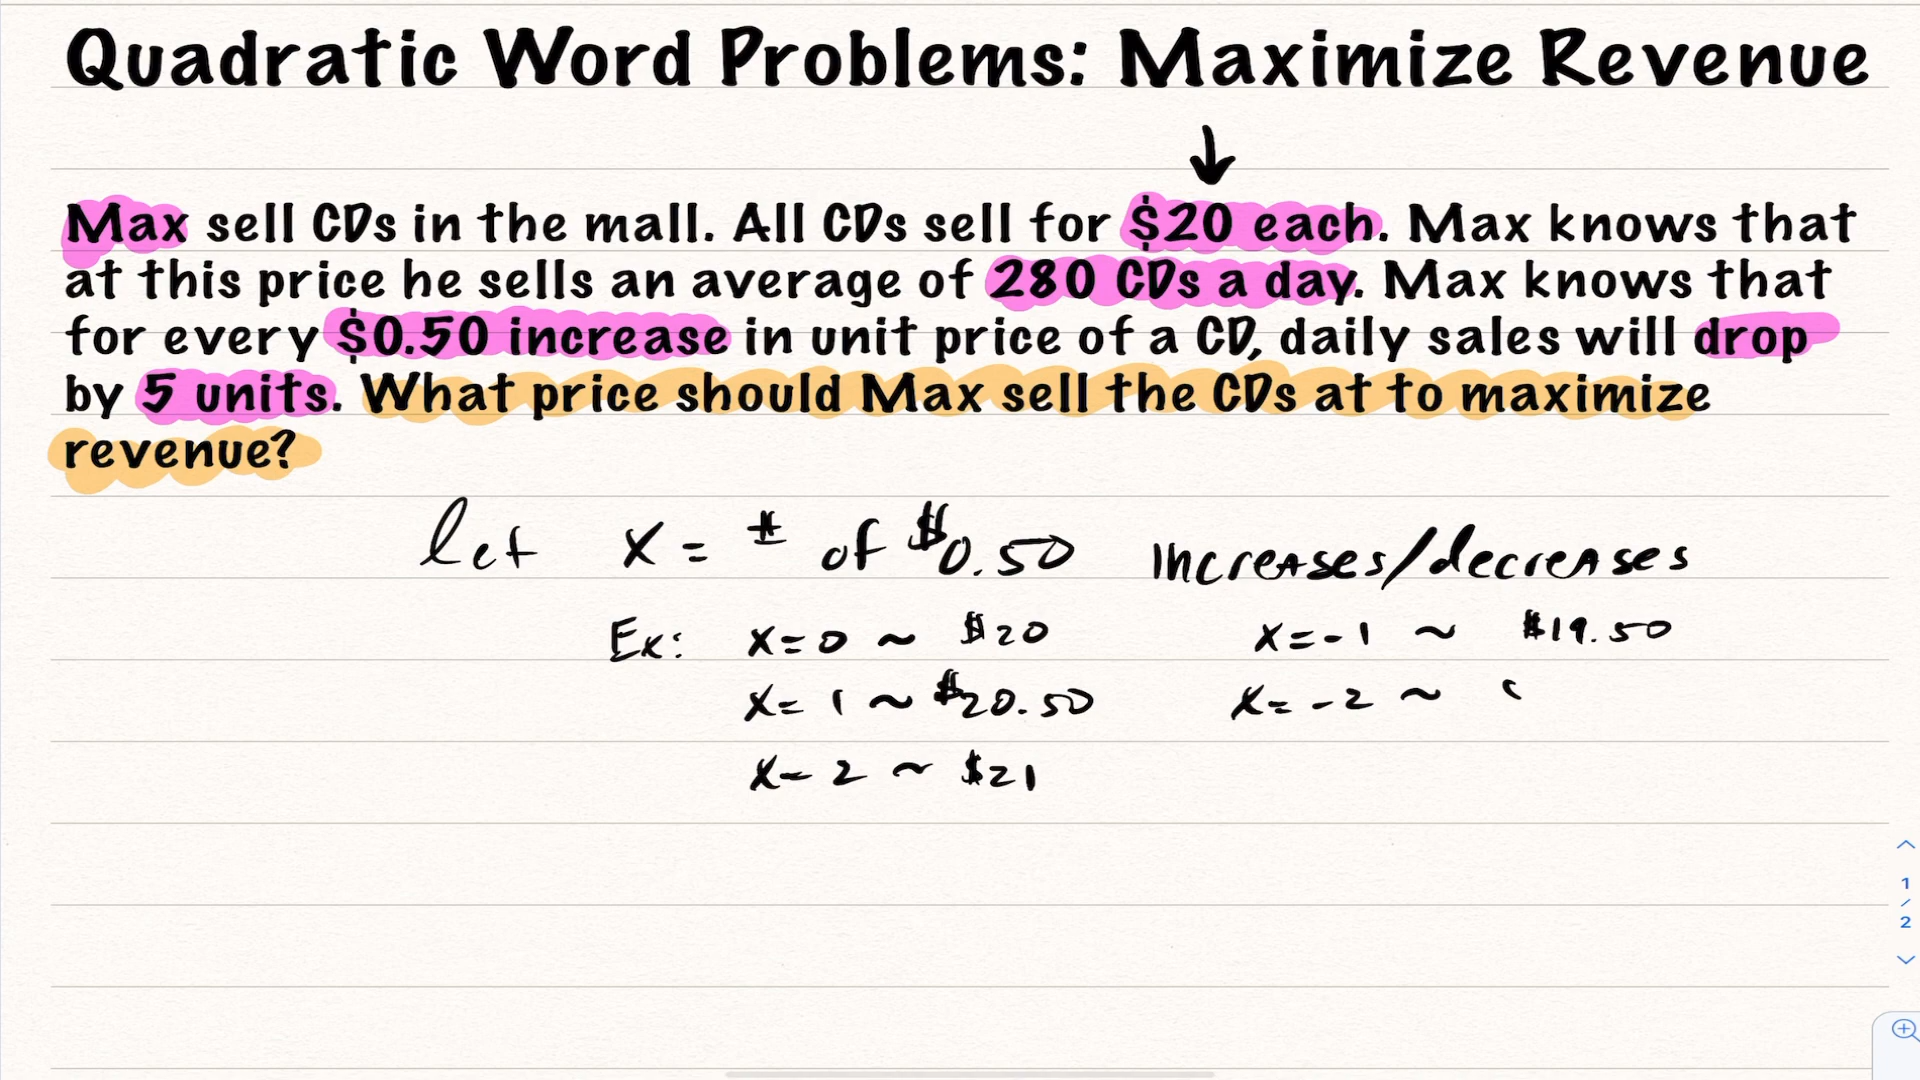 Quadratic Word Problems: Maximize Revenue
Max sell CDs in the mall. All CDs sell for $20 each. Max knows that
at this price he sells an average of 280 CDs a day. Max knows that
for every $0.50 increase in unit price of a CD, daily sales will drop
by 5 units. What price should Max sell the CDs at to maximize
revenue?
let x = # of $0.50 increases/decreases
Ex: x=0 ~ $20 x=-1 ~ $19.50
x= 1 ~ $20.50 x= -2 ~
x= 2 ~ $21
1
/
2